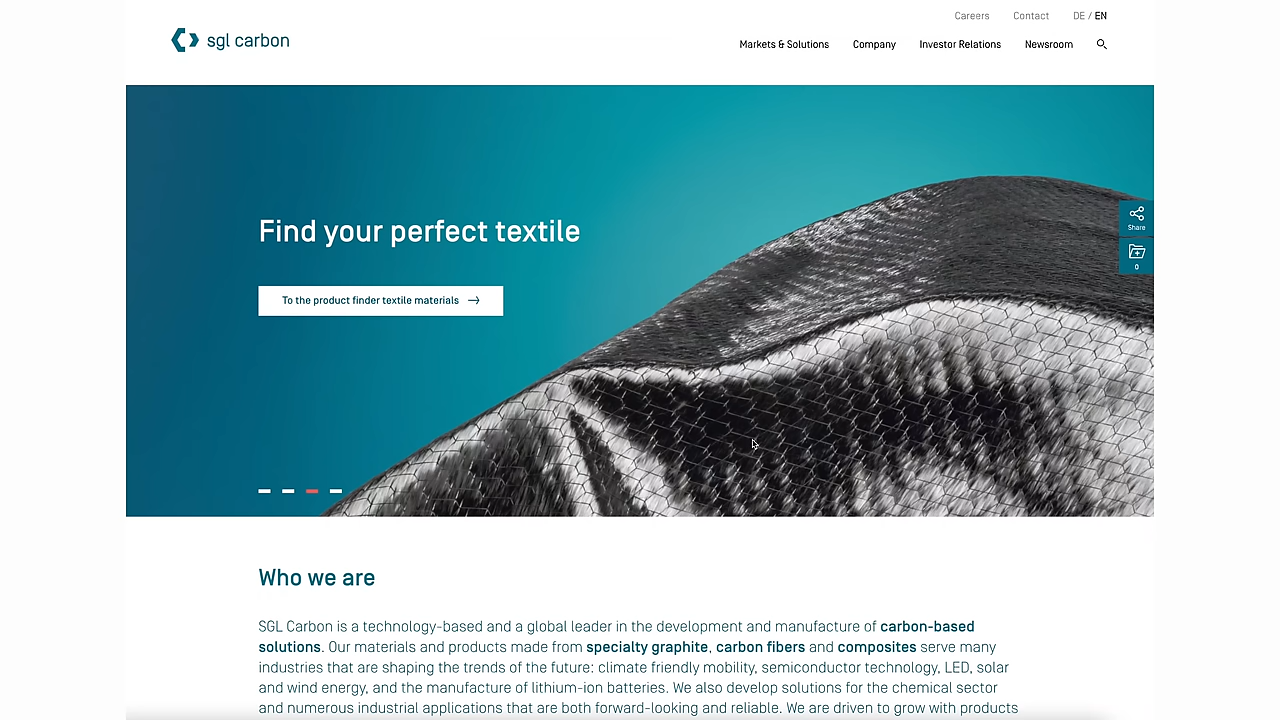 Careers Contact DE / EN
sgl carbon
Markets & Solutions Company Investor Relations Newsroom
Find your perfect textile
Share
0
To the product finder textile materials
Who we are
SGL Carbon is a technology-based and a global leader in the development and manufacture of carbon-based
solutions. Our materials and products made from specialty graphite, carbon fibers and composites serve many
industries that are shaping the trends of the future: climate friendly mobility, semiconductor technology, LED, solar
and wind energy, and the manufacture of lithium-ion batteries. We also develop solutions for the chemical sector
and numerous industrial applications that are both forward-looking and reliable. We are driven to grow with products